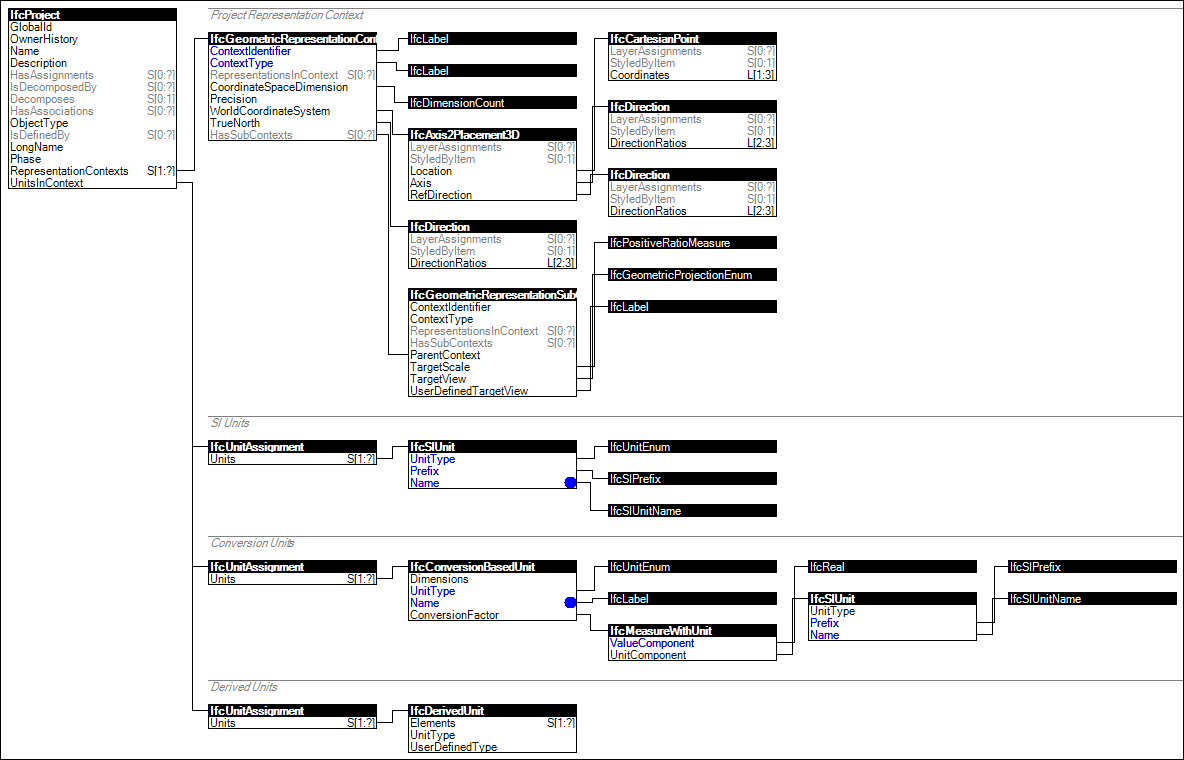 IfcProject
GlobalId
OwnerHistory
Name
Description
HasAssignments S[0:?]
IsDecomposedBy S[0:?]
Decomposes S[0:1]
HasAssociations S[0:?]
ObjectType
IsDefinedBy S[0:?]
LongName
Phase
RepresentationContexts S[1:?]
UnitsInContext
Project Representation Context
IfcGeometricRepresentationCont
ContextIdentifier
ContextType
RepresentationsInContext S[0:?]
CoordinateSpaceDimension
Precision
WorldCoordinateSystem
TrueNorth
HasSubContexts S[0:?]
IfcLabel
IfcLabel
IfcDimensionCount
IfcAxis2Placement3D
LayerAssignments S[0:?]
StyledByItem S[0:1]
Location
Axis
RefDirection
IfcDirection
LayerAssignments S[0:?]
StyledByItem S[0:1]
DirectionRatios L[2:3]
IfcGeometricRepresentationSub
ContextIdentifier
ContextType
RepresentationsInContext S[0:?]
HasSubContexts S[0:?]
ParentContext
TargetScale
TargetView
UserDefinedTargetView
IfcCartesianPoint
LayerAssignments S[0:?]
StyledByItem S[0:1]
Coordinates L[1:3]
IfcDirection
LayerAssignments S[0:?]
StyledByItem S[0:1]
DirectionRatios L[2:3]
IfcDirection
LayerAssignments S[0:?]
StyledByItem S[0:1]
DirectionRatios L[2:3]
IfcPositiveRatioMeasure
IfcGeometricProjectionEnum
IfcLabel
SI Units
IfcUnitAssignment
Units S[1:?]
IfcSIUnit
UnitType
Prefix
Name
IfcUnitEnum
IfcSIPrefix
IfcSIUnitName
Conversion Units
IfcUnitAssignment
Units S[1:?]
IfcConversionBasedUnit
Dimensions
UnitType
Name
ConversionFactor
IfcUnitEnum
IfcLabel
IfcMeasureWithUnit
ValueComponent
UnitComponent
IfcReal
IfcSIUnit
UnitType
Prefix
Name
IfcSIPrefix
IfcSIUnitName
Derived Units
IfcUnitAssignment
Units S[1:?]
IfcDerivedUnit
Elements S[1:?]
UnitType
UserDefinedType